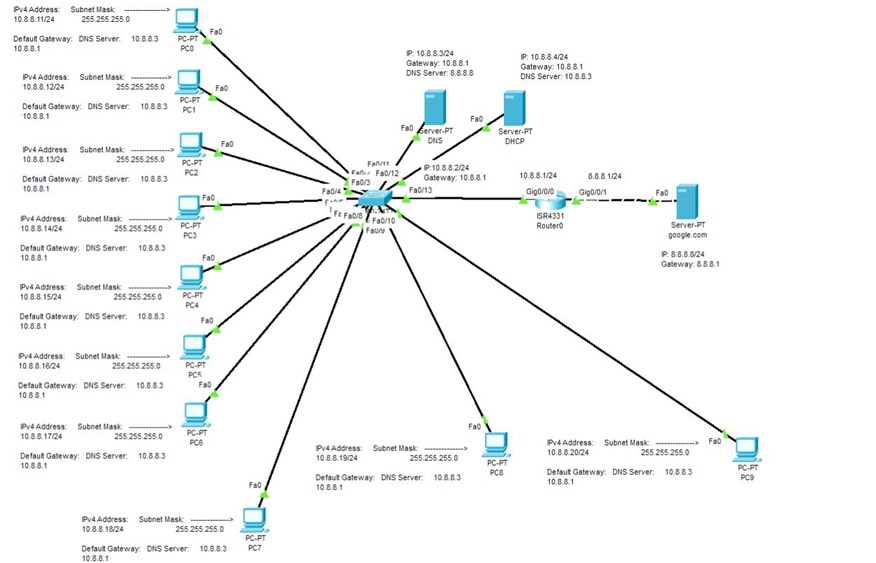 IPv4 Address: Subnet Mask: -------------->
10.8.8.11/24 255.255.255.0
Default Gateway: DNS Server: 10.8.8.3
10.8.8.1
Fa0
PC-PT
PC0
IPv4 Address: Subnet Mask: -------------->
10.8.8.12/24 255.255.255.0
Default Gateway: DNS Server: 10.8.8.3
10.8.8.1
Fa0
PC-PT
PC1
IPv4 Address: Subnet Mask: -------------->
10.8.8.13/24 255.255.255.0
Default Gateway: DNS Server: 10.8.8.3
10.8.8.1
Fa0
PC-PT
PC2
IPv4 Address: Subnet Mask: -------------->
10.8.8.14/24 255.255.255.0
Default Gateway: DNS Server: 10.8.8.3
10.8.8.1
Fa0
PC-PT
PC3
IPv4 Address: Subnet Mask: -------------->
10.8.8.15/24 255.255.255.0
Default Gateway: DNS Server: 10.8.8.3
10.8.8.1
Fa0
PC-PT
PC4
IPv4 Address: Subnet Mask: -------------->
10.8.8.16/24 255.255.255.0
Default Gateway: DNS Server: 10.8.8.3
10.8.8.1
Fa0
PC-PT
PC5
IPv4 Address: Subnet Mask: -------------->
10.8.8.17/24 255.255.255.0
Default Gateway: DNS Server: 10.8.8.3
10.8.8.1
Fa0
PC-PT
PC6
IPv4 Address: Subnet Mask: -------------->
10.8.8.18/24 255.255.255.0
Default Gateway: DNS Server: 10.8.8.3
10.8.8.1
Fa0
PC-PT
PC7
IPv4 Address: Subnet Mask: -------------->
10.8.8.19/24 255.255.255.0
Default Gateway: DNS Server: 10.8.8.3
10.8.8.1
Fa0
PC-PT
PC8
IPv4 Address: Subnet Mask: -------------->
10.8.8.20/24 255.255.255.0
Default Gateway: DNS Server: 10.8.8.3
10.8.8.1
Fa0
PC-PT
PC9
IP: 10.8.8.3/24
Gateway: 10.8.8.1
DNS Server: 8.8.8.8
Fa0
Server-PT
DNS
IP: 10.8.8.4/24
Gateway: 10.8.8.1
DNS Server: 10.8.8.3
Fa0
Server-PT
DHCP
Fa0/11
Fa0/12
Fa0/3
Fa0/4
Fa0/13
Fa0/8
Fa0/10
Fa0/9
IP:10.8.8.2/24
Gateway: 10.8.8.1
10.8.8.1/24
Gig0/0/0
8.8.8.1/24
Gig0/0/1
ISR4331
Router0
Fa0
Server-PT
google.com
IP: 8.8.8.8/24
Gateway: 8.8.8.1